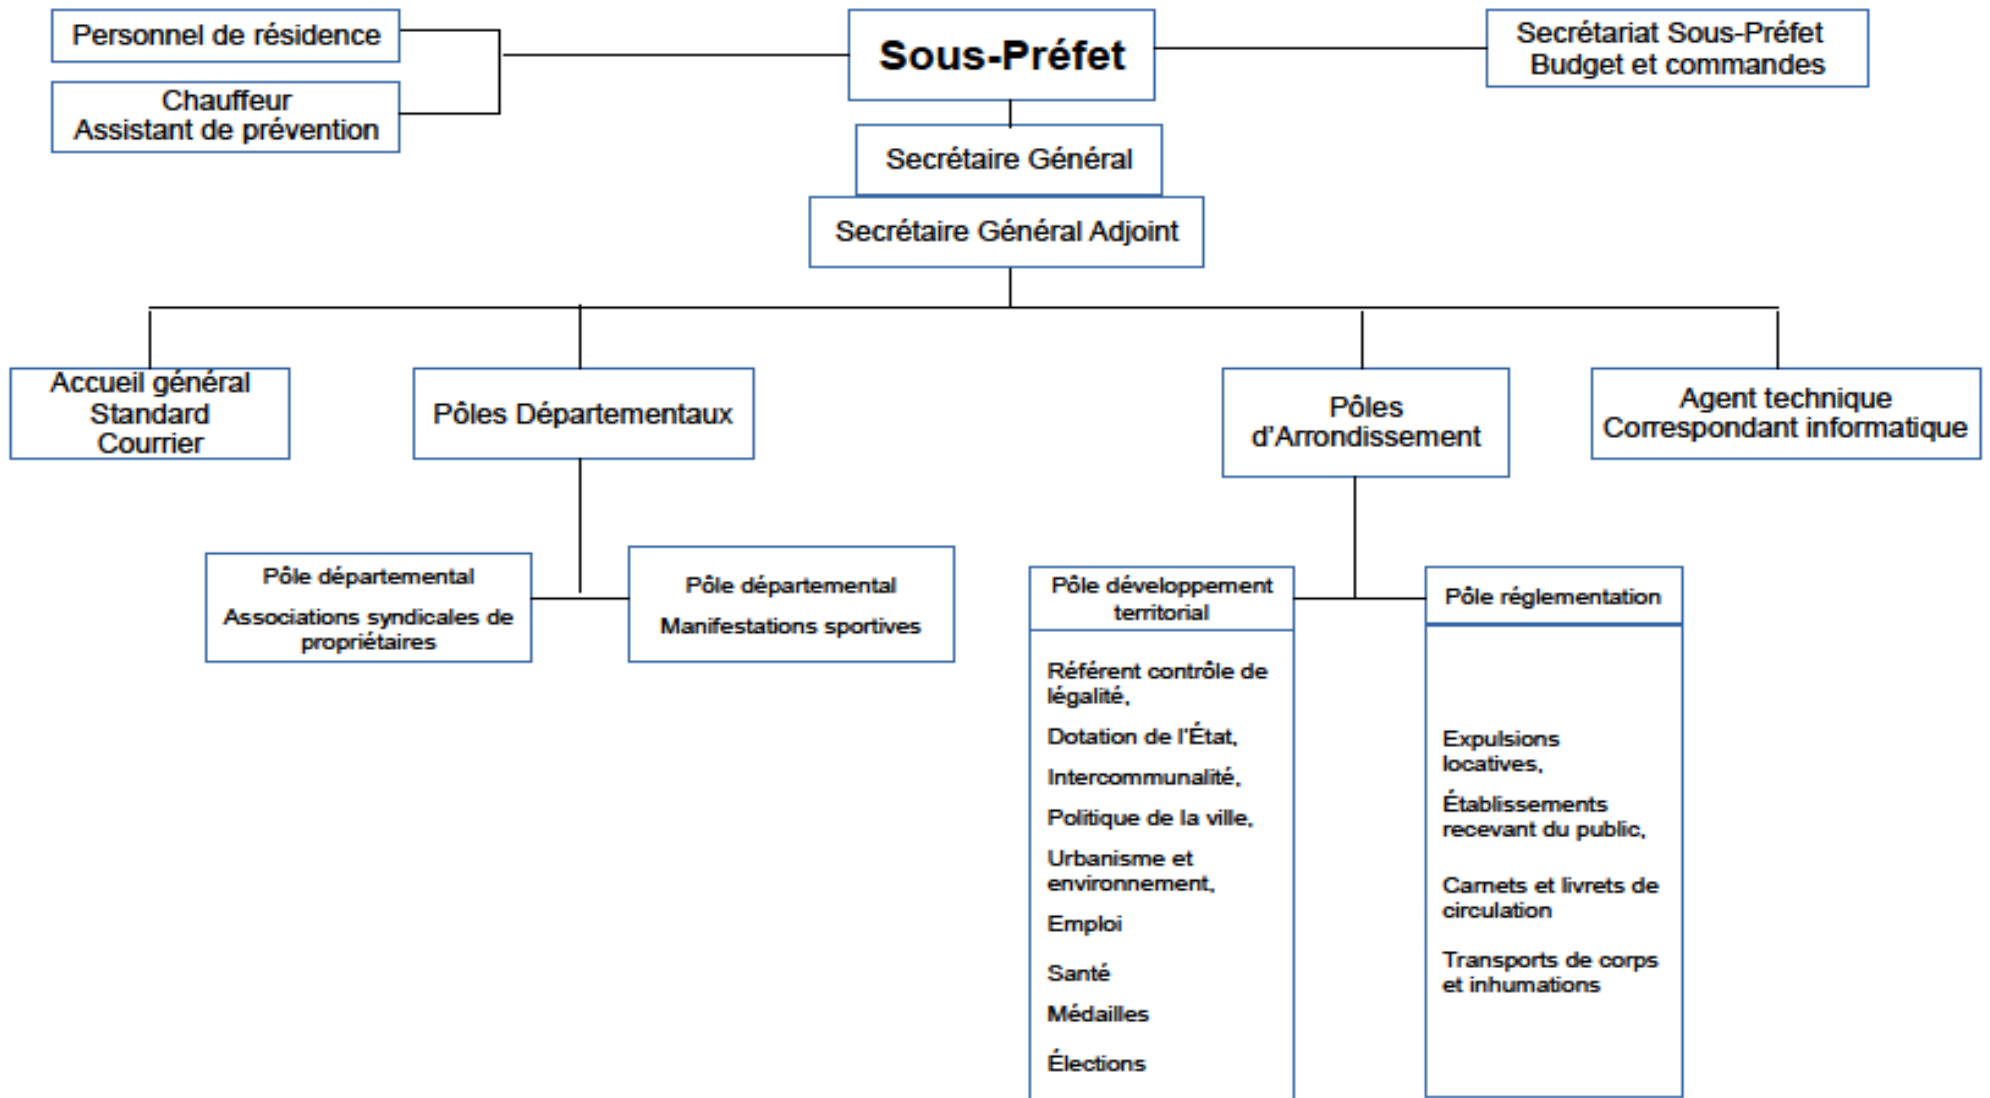 Personnel de résidence
Chauffeur
Assistant de prévention
Sous-Préfet
Secrétariat Sous-Préfet
Budget et commandes
Secrétaire Général
Secrétaire Général Adjoint
Accueil général
Standard
Courrier
Pôles Départementaux
Pôles
d'Arrondissement
Agent technique
Correspondant informatique
Pôle départemental
Associations syndicales de
propriétaires
Pôle départemental
Manifestations sportives
Pôle développement
territorial
Référent contrôle de
légalité,
Dotation de l'État,
Intercommunalité,
Politique de la ville,
Urbanisme et
environnement,
Emploi
Santé
Médailles
Élections
Pôle réglementation
Expulsions
locatives,
Établissements
recevant du public,
Carnets et livrets de
circulation
Transports de corps
et inhumations